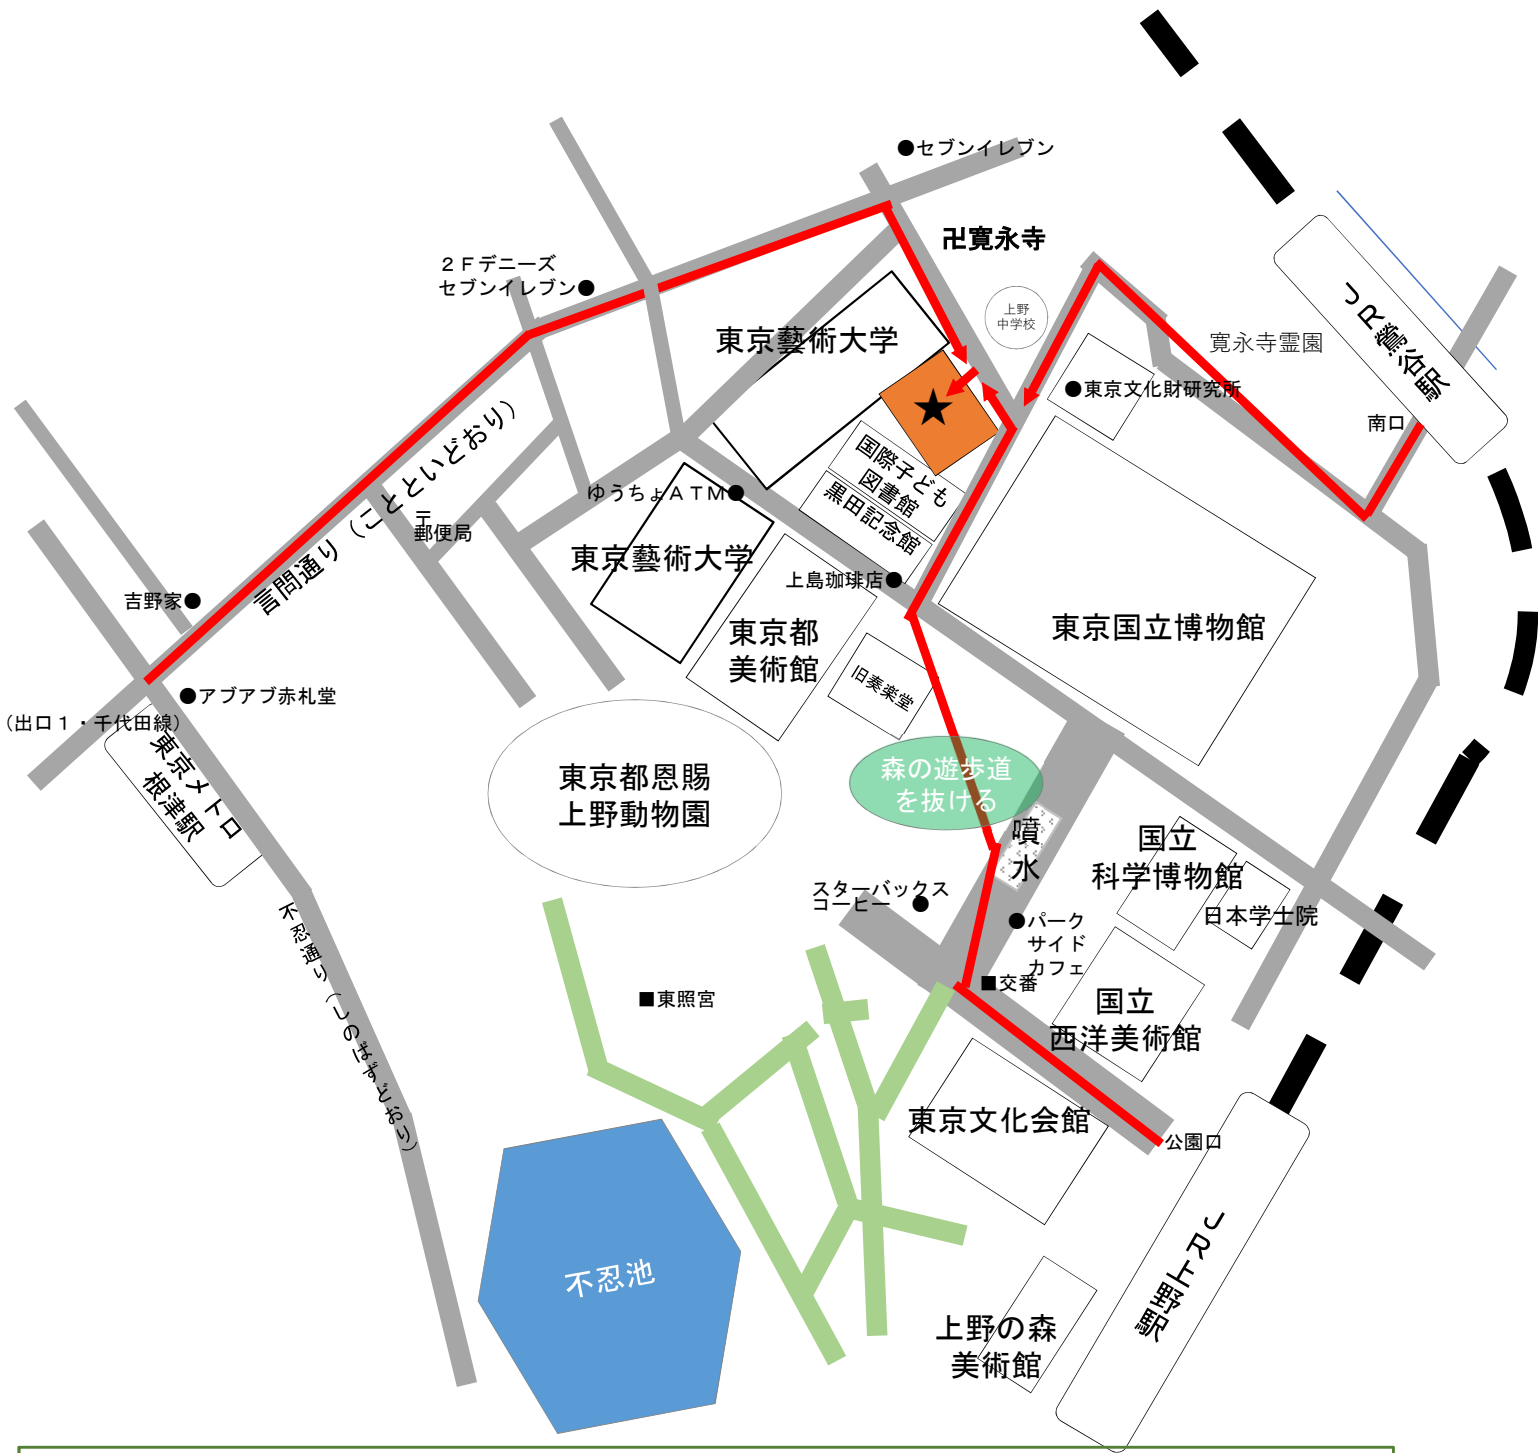 ●セブンイレブン
卍寛永寺
２Ｆデニーズ
セブンイレブン●
上野
中学校
東京藝術大学
寛永寺霊園
ＪＲ鶯谷駅
南口
●東京文化財研究所
★
国際子ども
図書館
黒田記念館
言問通り（ことといどおり）
ゆうちょＡＴＭ●
〒
郵便局
東京藝術大学
上島珈琲店●
吉野家●
東京都
美術館
旧奏楽堂
東京国立博物館
●アブアブ赤札堂
（出口１・千代田線）
東京メトロ
根津駅
東京都恩賜
上野動物園
森の遊歩道
を抜ける
噴
水
国立
科学博物館
日本学士院
スターバックス
コーヒー　●
●パーク
サイド
カフェ
■交番
不忍通り（しのばずどおり）
■東照宮
国立
西洋美術館
東京文化会館
公園口
不忍池
ＪＲ上野駅
上野の森
美術館